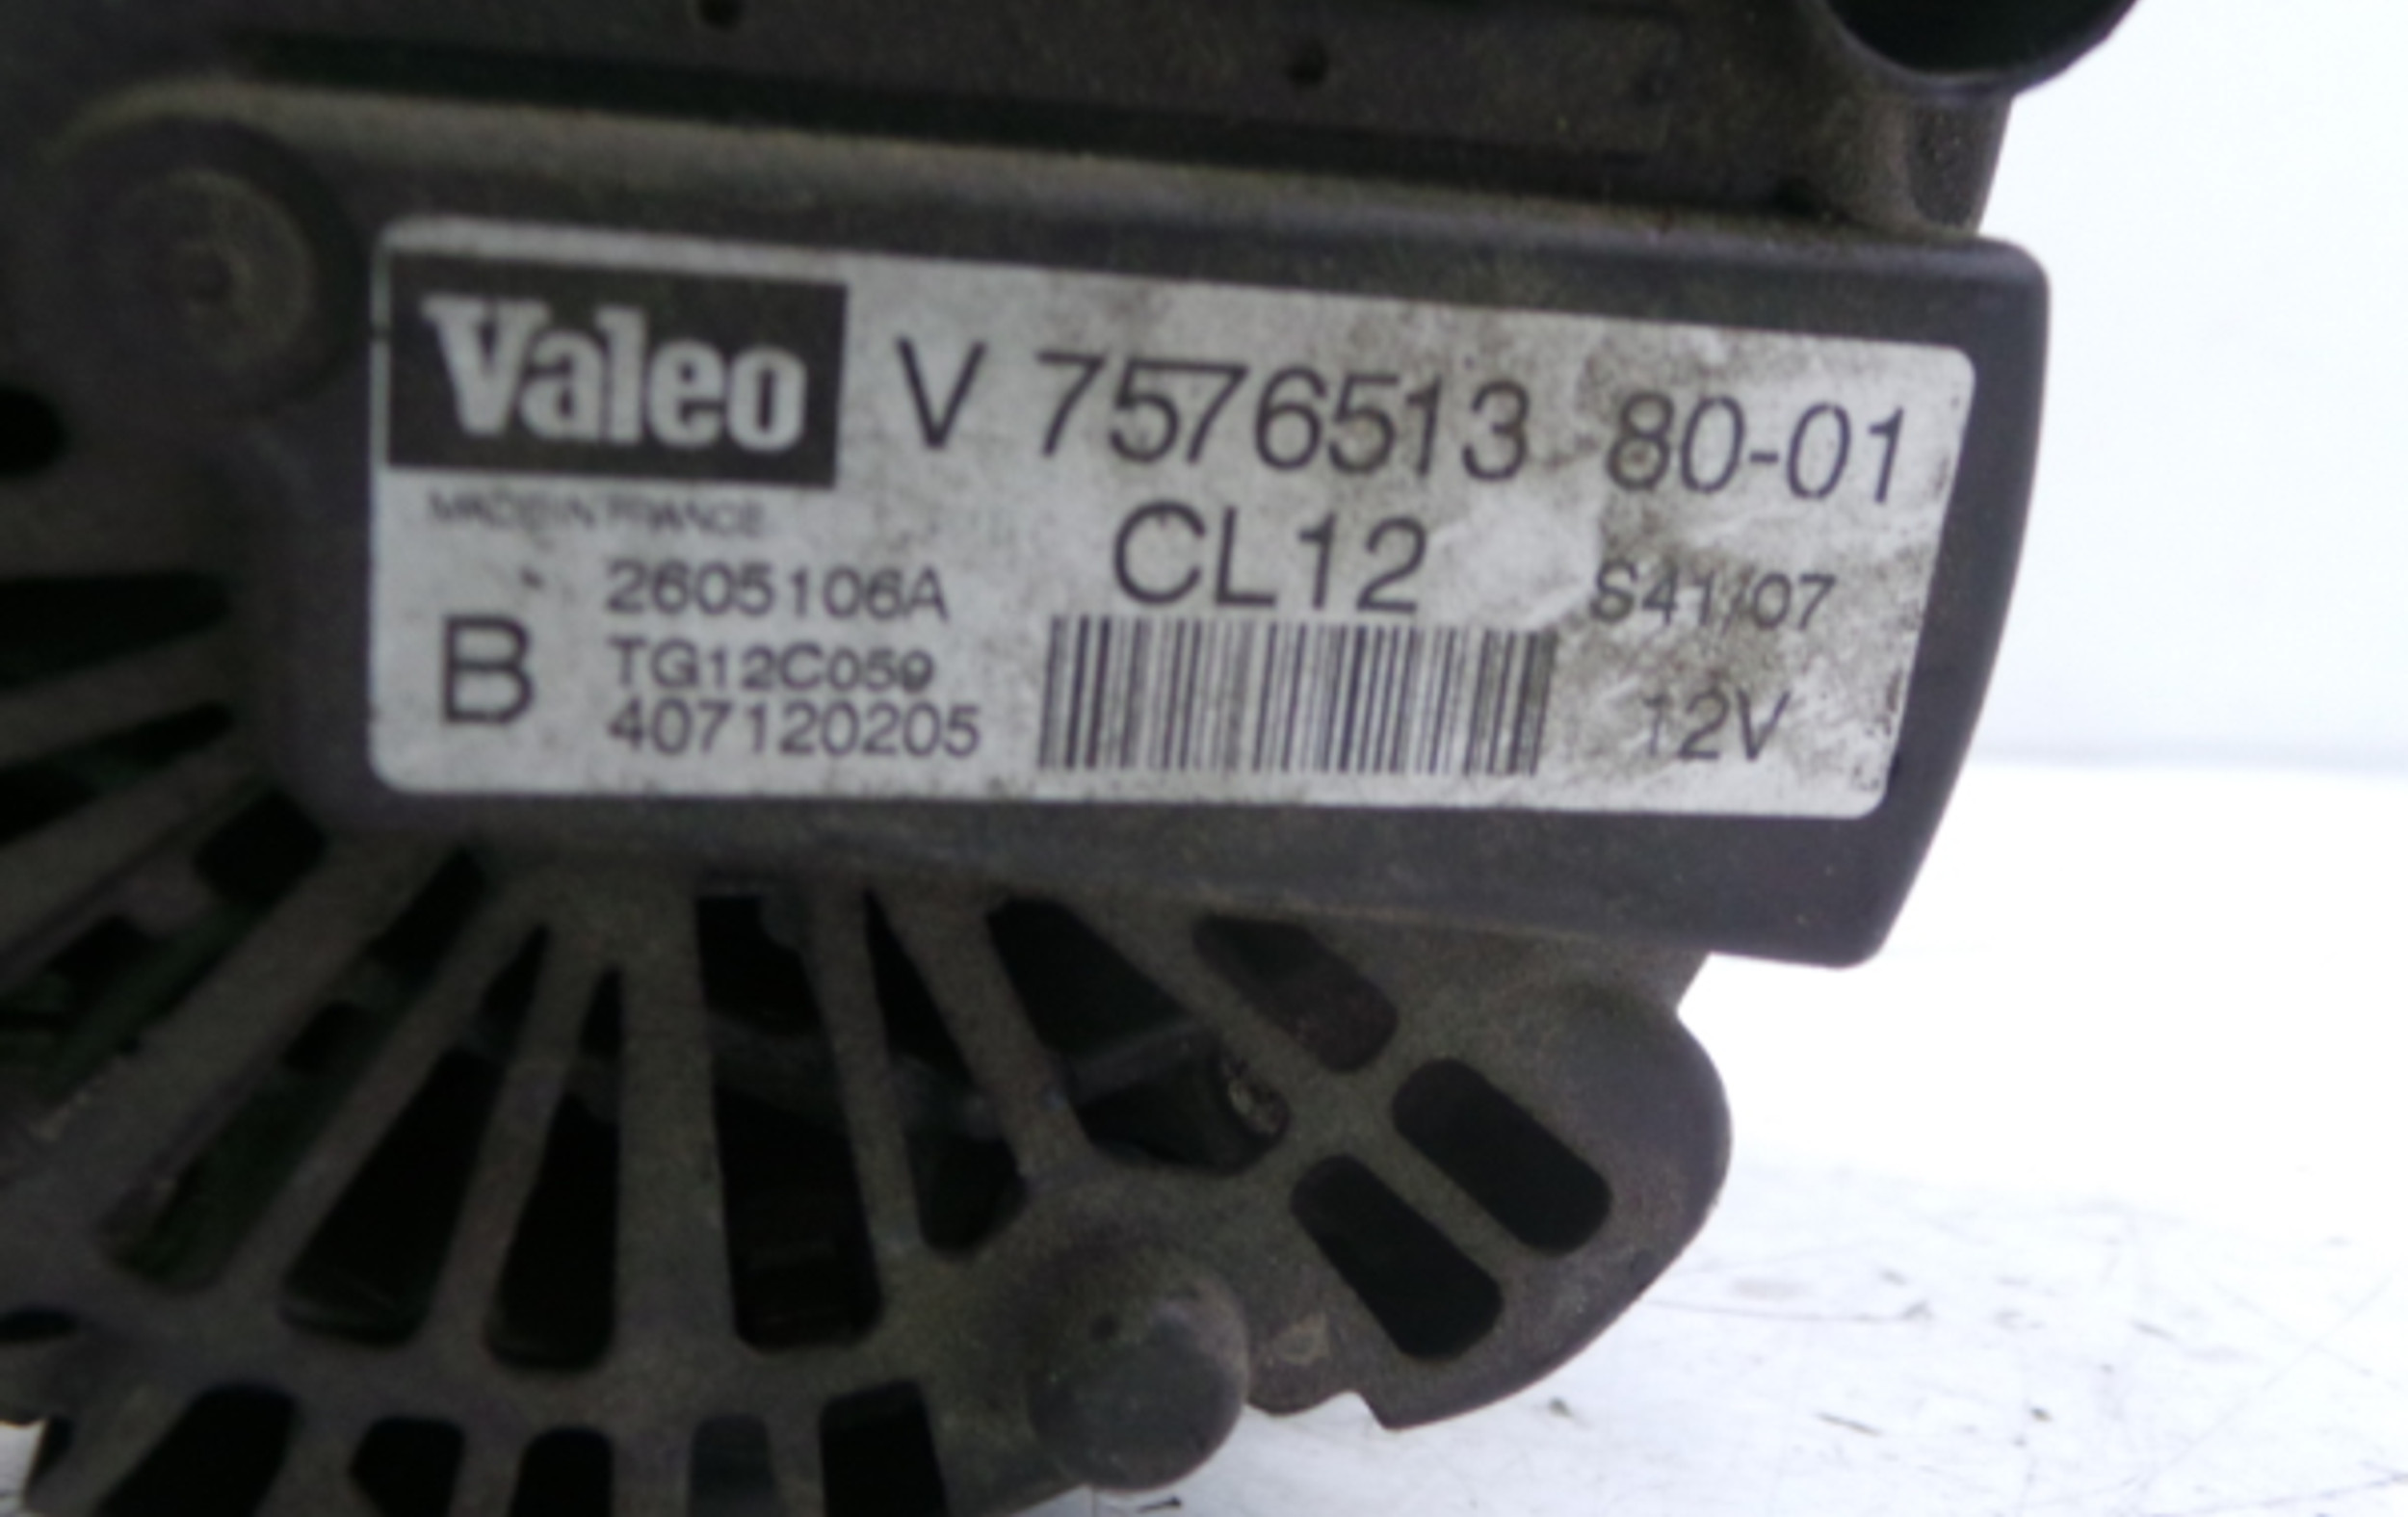 Valeo V 7576513 80-01
MADE IN FRANCE
CL12
2605106A
S41/07
B
TG12C059
407120205
12V